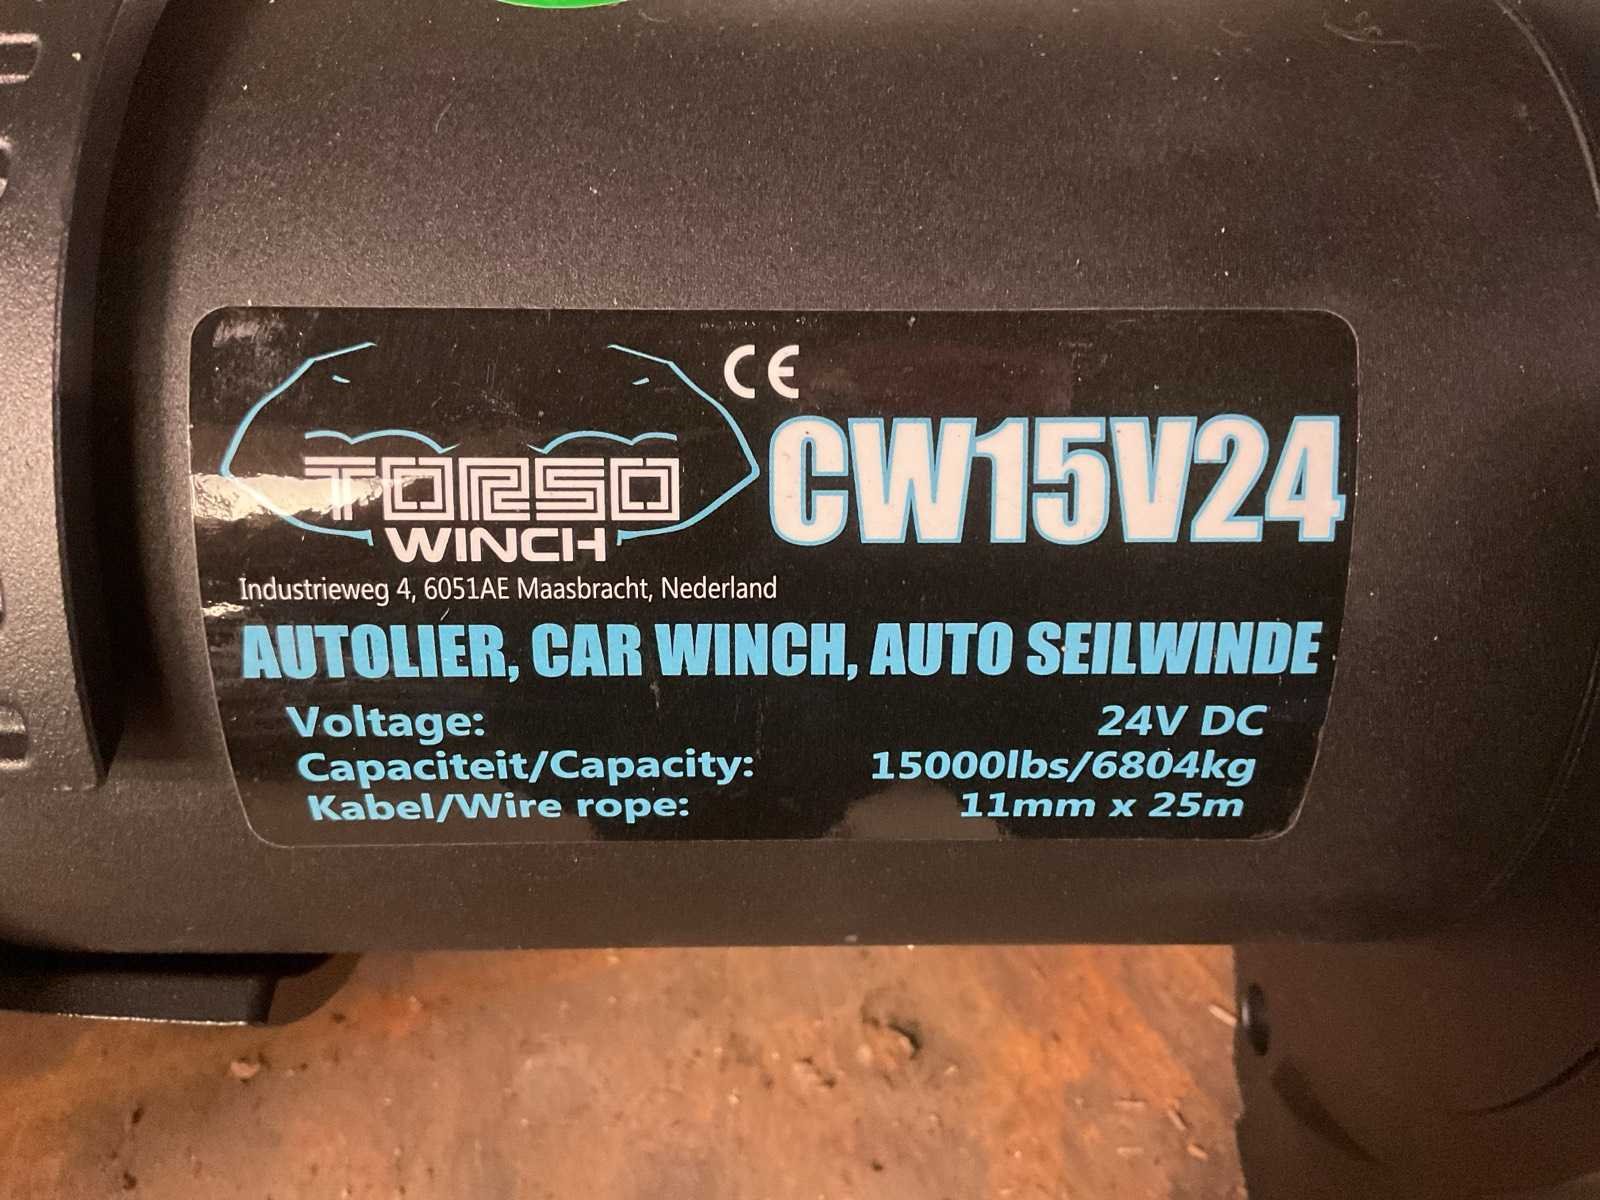 CE
CW15V24
TORSO
WINCH
Industrieweg 4, 6051AE Maasbracht, Nederland
AUTOLIER, CAR WINCH, AUTO SEILWINDE
Voltage: 24V DC
Capaciteit/Capacity: 15000lbs/6804kg
Kabel/Wire rope: 11mm x 25m